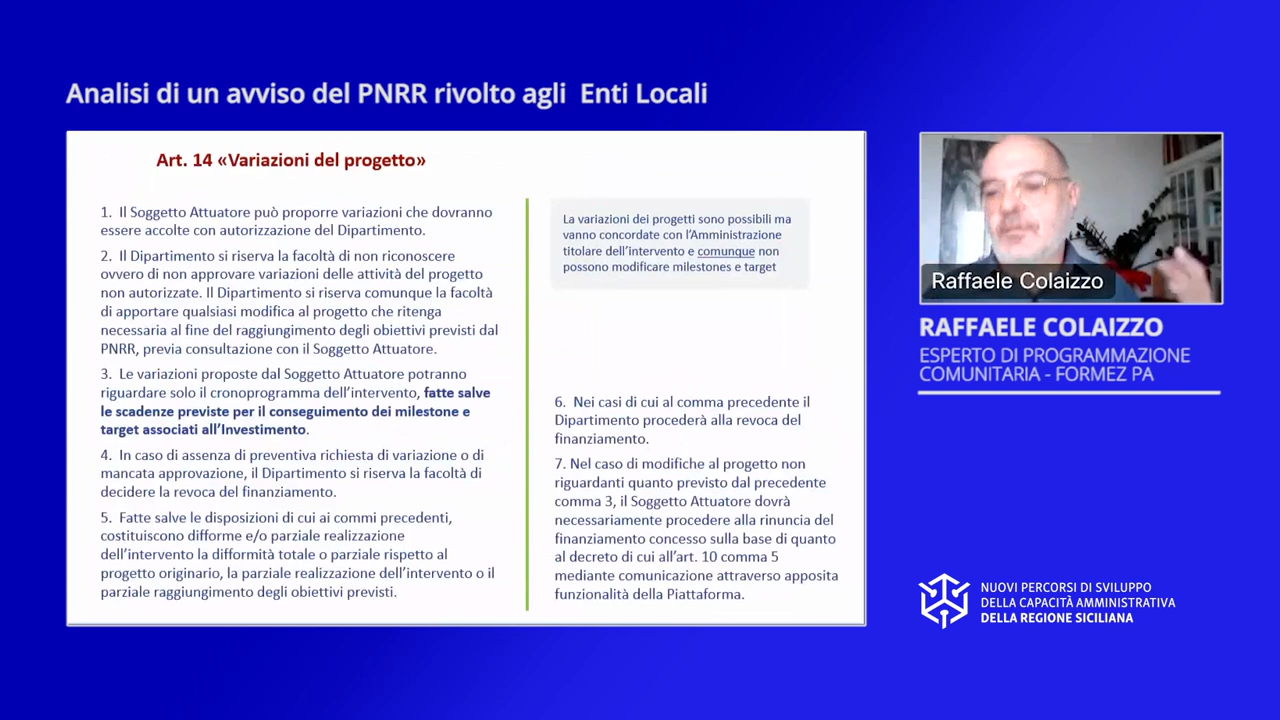 Analisi di un avviso del PNRR rivolto agli Enti Locali
Art. 14 «Variazioni del progetto»
1. Il Soggetto Attuatore può proporre variazioni che dovranno
essere accolte con autorizzazione del Dipartimento.
2. Il Dipartimento si riserva la facoltà di non riconoscere
ovvero di non approvare variazioni delle attività del progetto
non autorizzate. Il Dipartimento si riserva comunque la facoltà
di apportare qualsiasi modifica al progetto che ritenga
necessaria al fine del raggiungimento degli obiettivi previsti dal
PNRR, previa consultazione con il Soggetto Attuatore.
3. Le variazioni proposte dal Soggetto Attuatore potranno
riguardare solo il cronoprogramma dell'intervento, fatte salve
le scadenze previste per il conseguimento dei milestone e
target associati all'Investimento.
4. In caso di assenza di preventiva richiesta di variazione o di
mancata approvazione, il Dipartimento si riserva la facoltà di
decidere la revoca del finanziamento.
5. Fatte salve le disposizioni di cui ai commi precedenti,
costituiscono difforme e/o parziale realizzazione
dell'intervento la difformità totale o parziale rispetto al
progetto originario, la parziale realizzazione dell'intervento o il
parziale raggiungimento degli obiettivi previsti.
La variazioni dei progetti sono possibili ma
vanno concordate con l'Amministrazione
titolare dell'intervento e comunque non
possono modificare milestones e target
6. Nei casi di cui al comma precedente il
Dipartimento procederà alla revoca del
finanziamento.
7. Nel caso di modifiche al progetto non
riguardanti quanto previsto dal precedente
comma 3, il Soggetto Attuatore dovrà
necessariamente procedere alla rinuncia del
finanziamento concesso sulla base di quanto
al decreto di cui all'art. 10 comma 5
mediante comunicazione attraverso apposita
funzionalità della Piattaforma.
Raffaele Colaizzo
RAFFAELE COLAIZZO
ESPERTO DI PROGRAMMAZIONE
COMUNITARIA - FORMEZ PA
NUOVI PERCORSI DI SVILUPPO
DELLA CAPACITÀ AMMINISTRATIVA
DELLA REGIONE SICILIANA